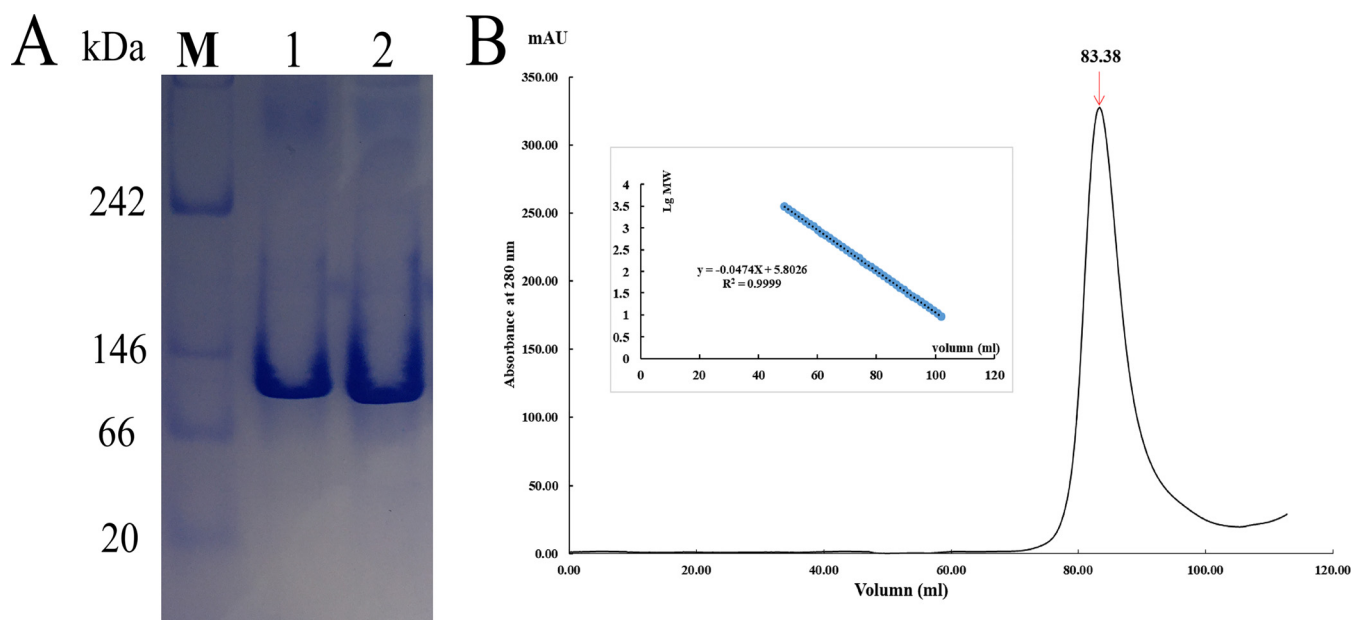 A
kDa M 1 2
242
146
66
20
B
mAU
83.38
350.00
300.00
250.00
200.00
150.00
100.00
50.00
0.00
Absorbance at 280 nm
0.00 20.00 40.00 60.00 80.00 100.00 120.00
Volumn (ml)
4
3.5
3
2.5
2
1.5
1
0.5
0
Lg MW
y = -0.0474X + 5.8026
R² = 0.9999
volumn (ml)
0 20 40 60 80 100 120